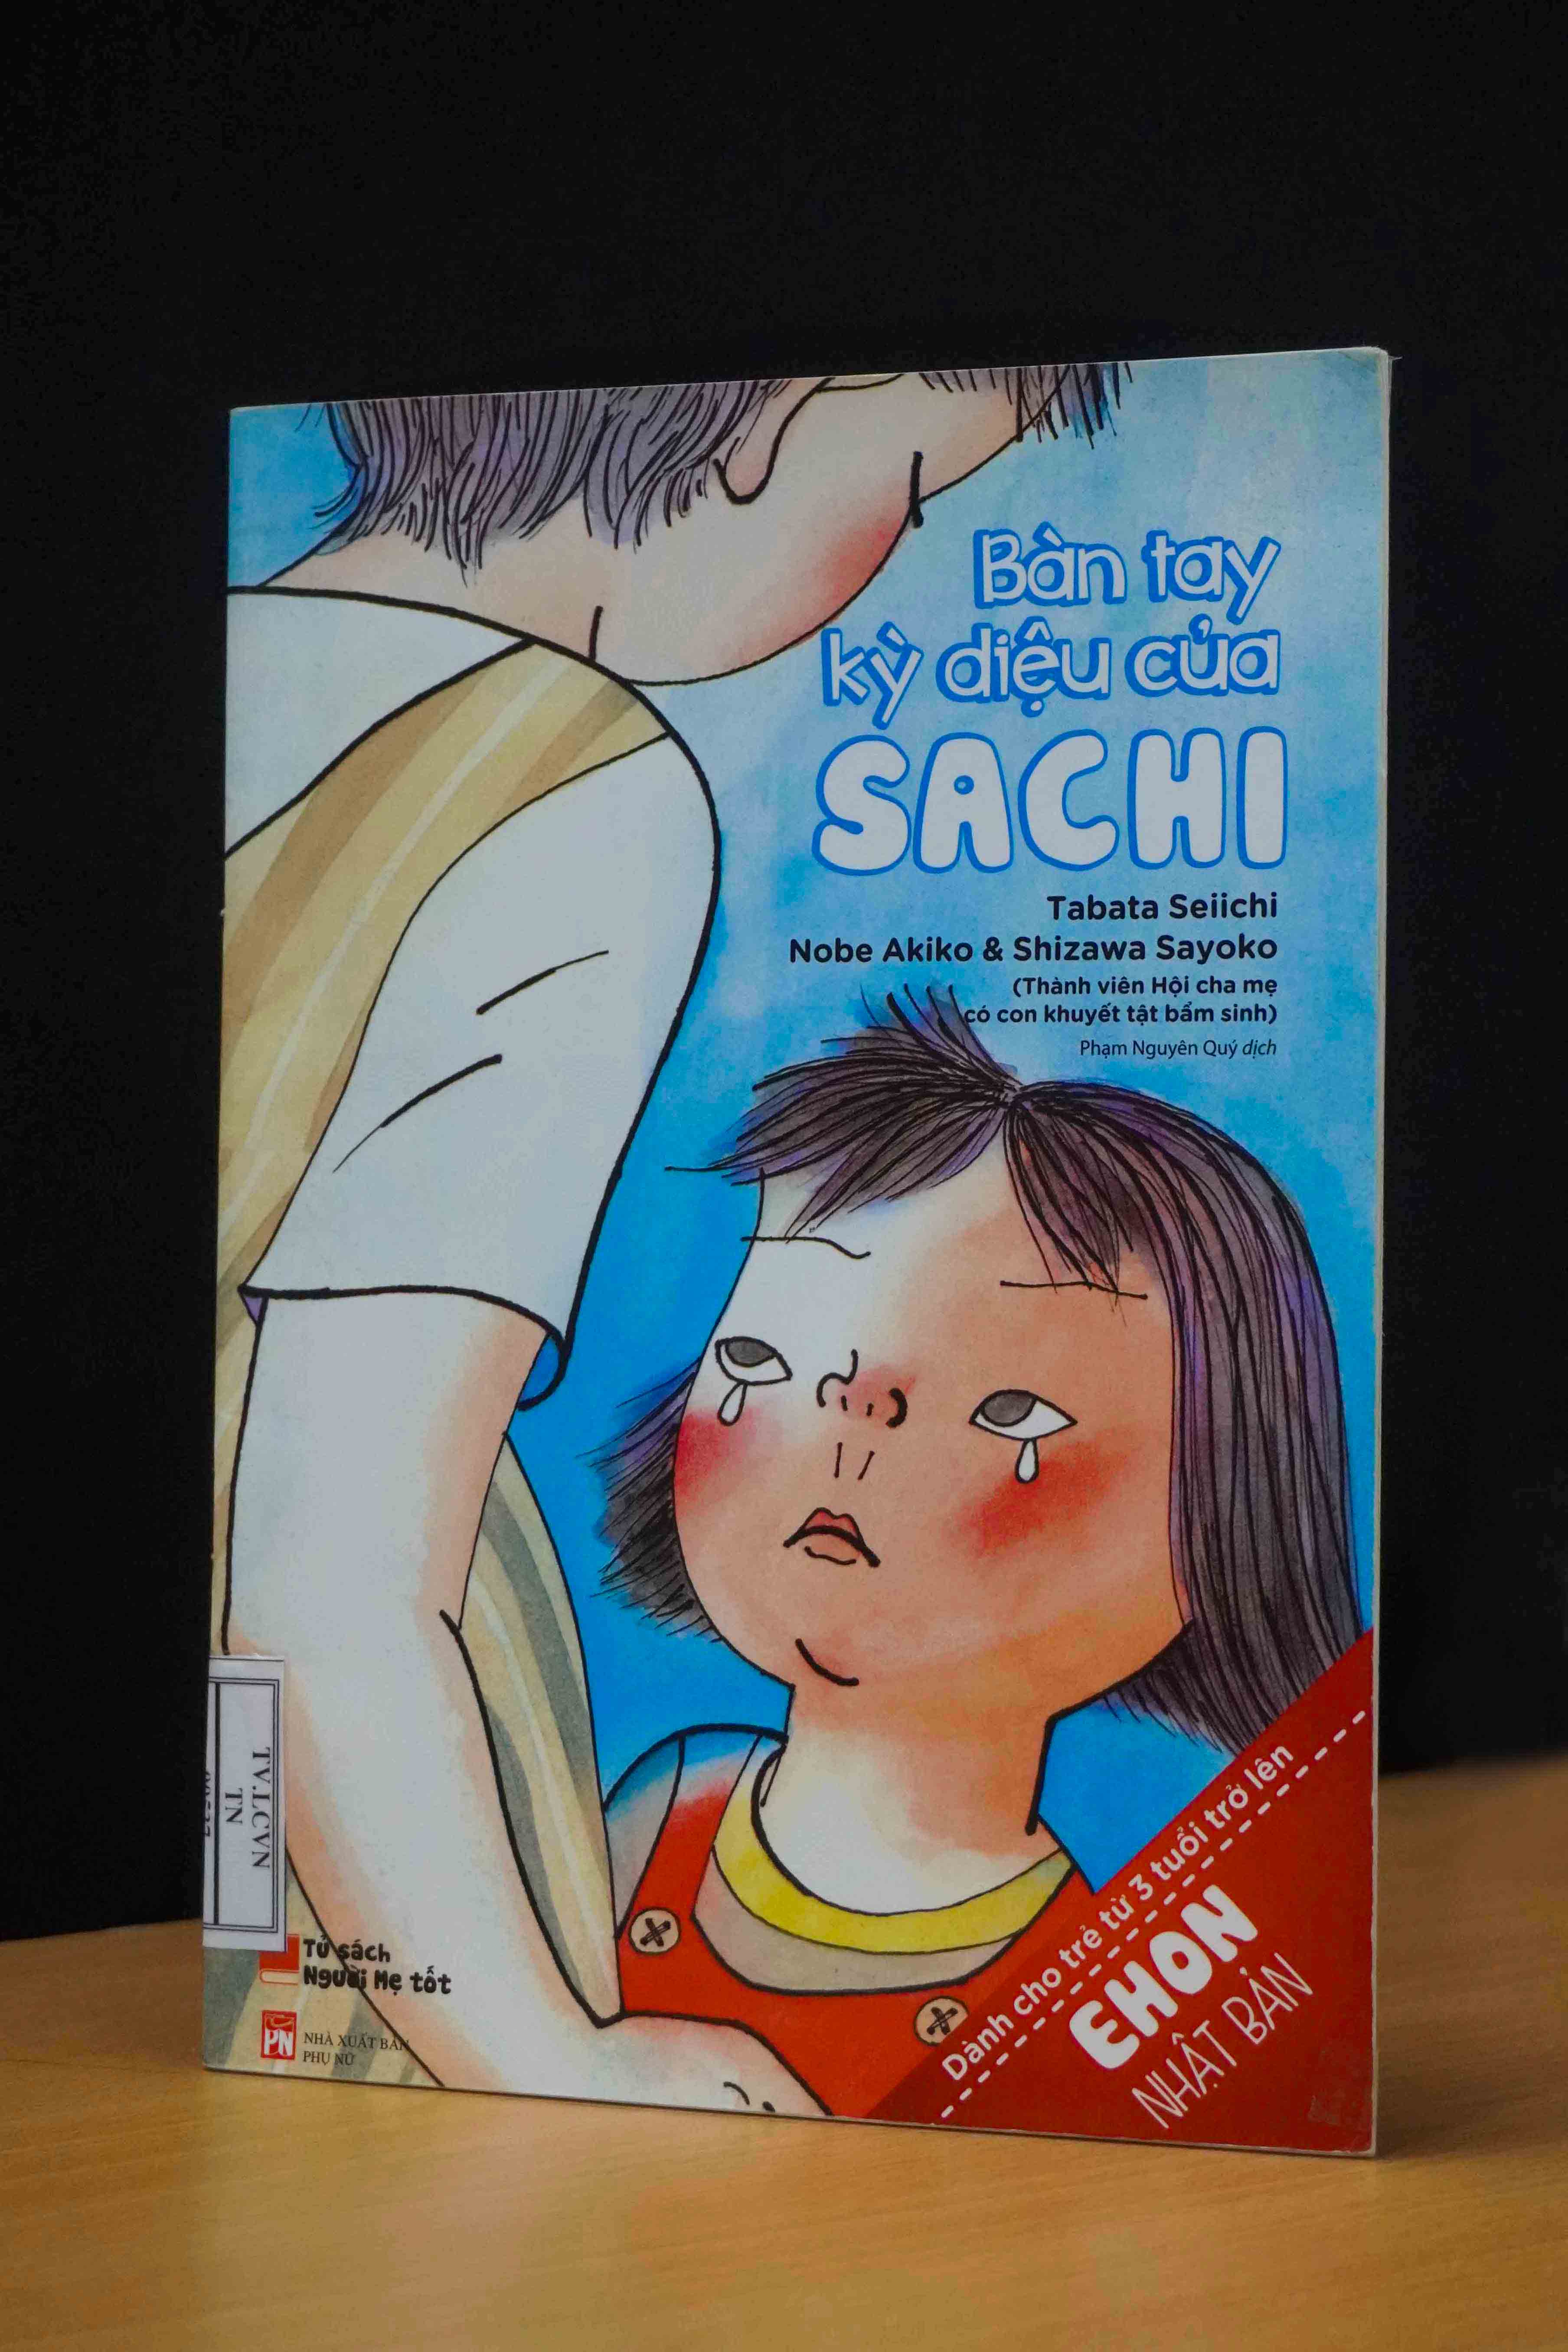 Bàn tay
kỳ diệu của
SACHI
Tabata Seiichi
Nobe Akiko & Shizawa Sayoko
(Thành viên Hội cha mẹ
có con khuyết tật bẩm sinh)
Phạm Nguyên Quý dịch
TV.LCVN
TN
Tủ sách
Người Mẹ tốt
PN
NHÀ XUẤT BẢN
PHỤ NỮ
Dành cho trẻ từ 3 tuổi trở lên
EHON
NHẬT BẢN